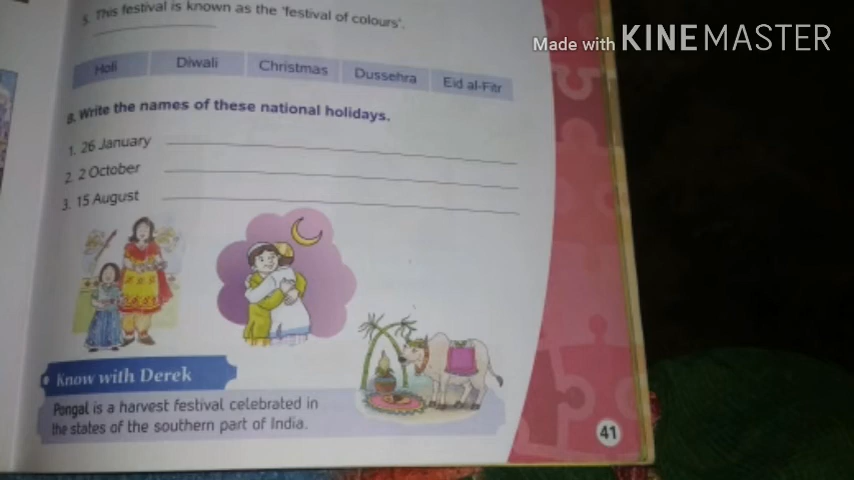 Made with KINEMASTER
5. This festival is known as the 'festival of colours'.
Holi Diwali Christmas Dussehra Eid al-Fitr
B. Write the names of these national holidays.
1. 26 January
2. 2 October
3. 15 August
Know with Derek
Pongal is a harvest festival celebrated in
the states of the southern part of India.
41